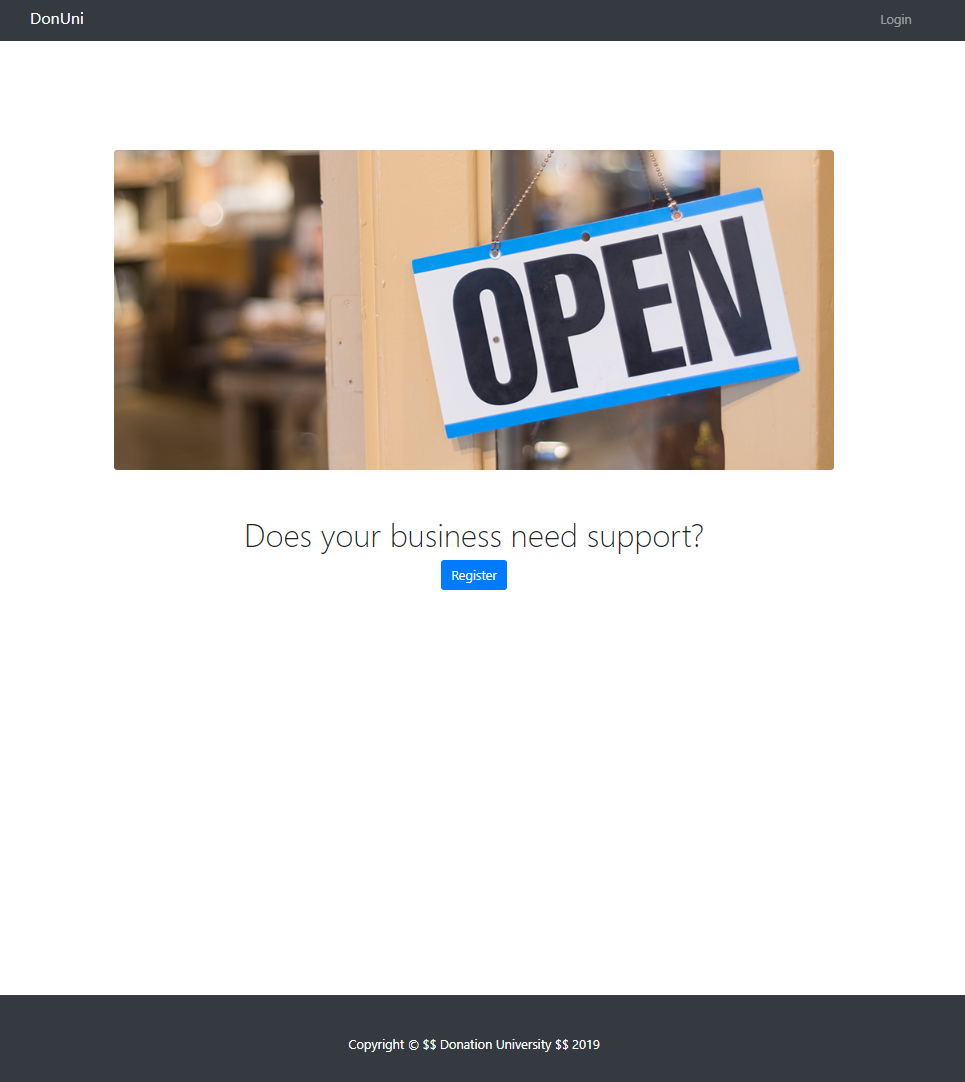 DonUni
Login
OPEN
Does your business need support?
Register
Copyright © $$ Donation University $$ 2019